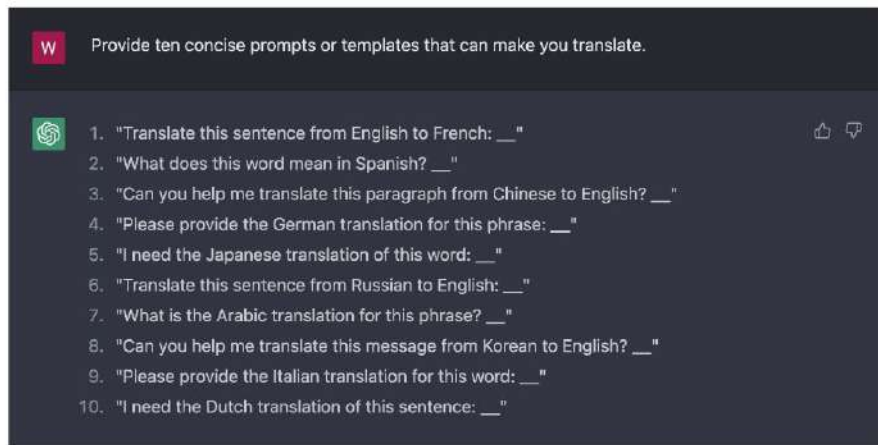 W Provide ten concise prompts or templates that can make you translate.
1. "Translate this sentence from English to French: __"
2. "What does this word mean in Spanish? __"
3. "Can you help me translate this paragraph from Chinese to English? __"
4. "Please provide the German translation for this phrase: __"
5. "I need the Japanese translation of this word: __"
6. "Translate this sentence from Russian to English: __"
7. "What is the Arabic translation for this phrase? __"
8. "Can you help me translate this message from Korean to English? __"
9. "Please provide the Italian translation for this word: __"
10. "I need the Dutch translation of this sentence: __"